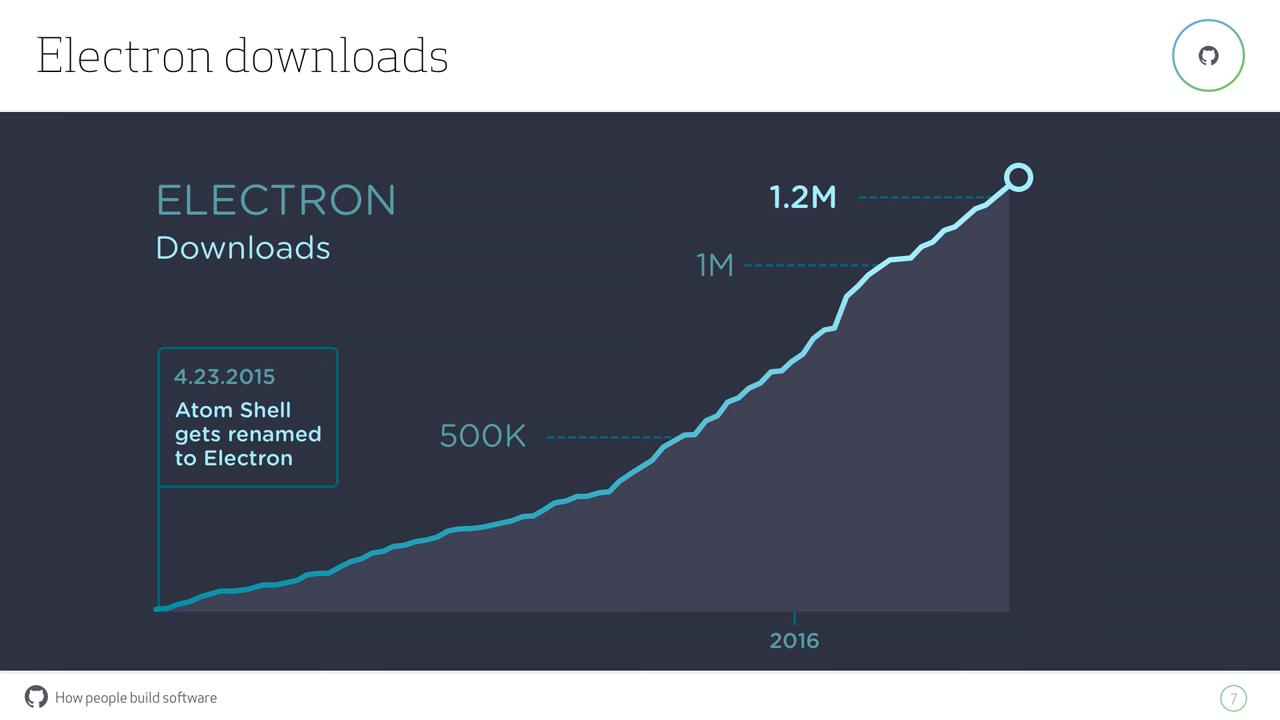 Electron downloads
ELECTRON
Downloads
1.2M
1M
4.23.2015
Atom Shell
gets renamed
to Electron
500K
2016
How people build software
7